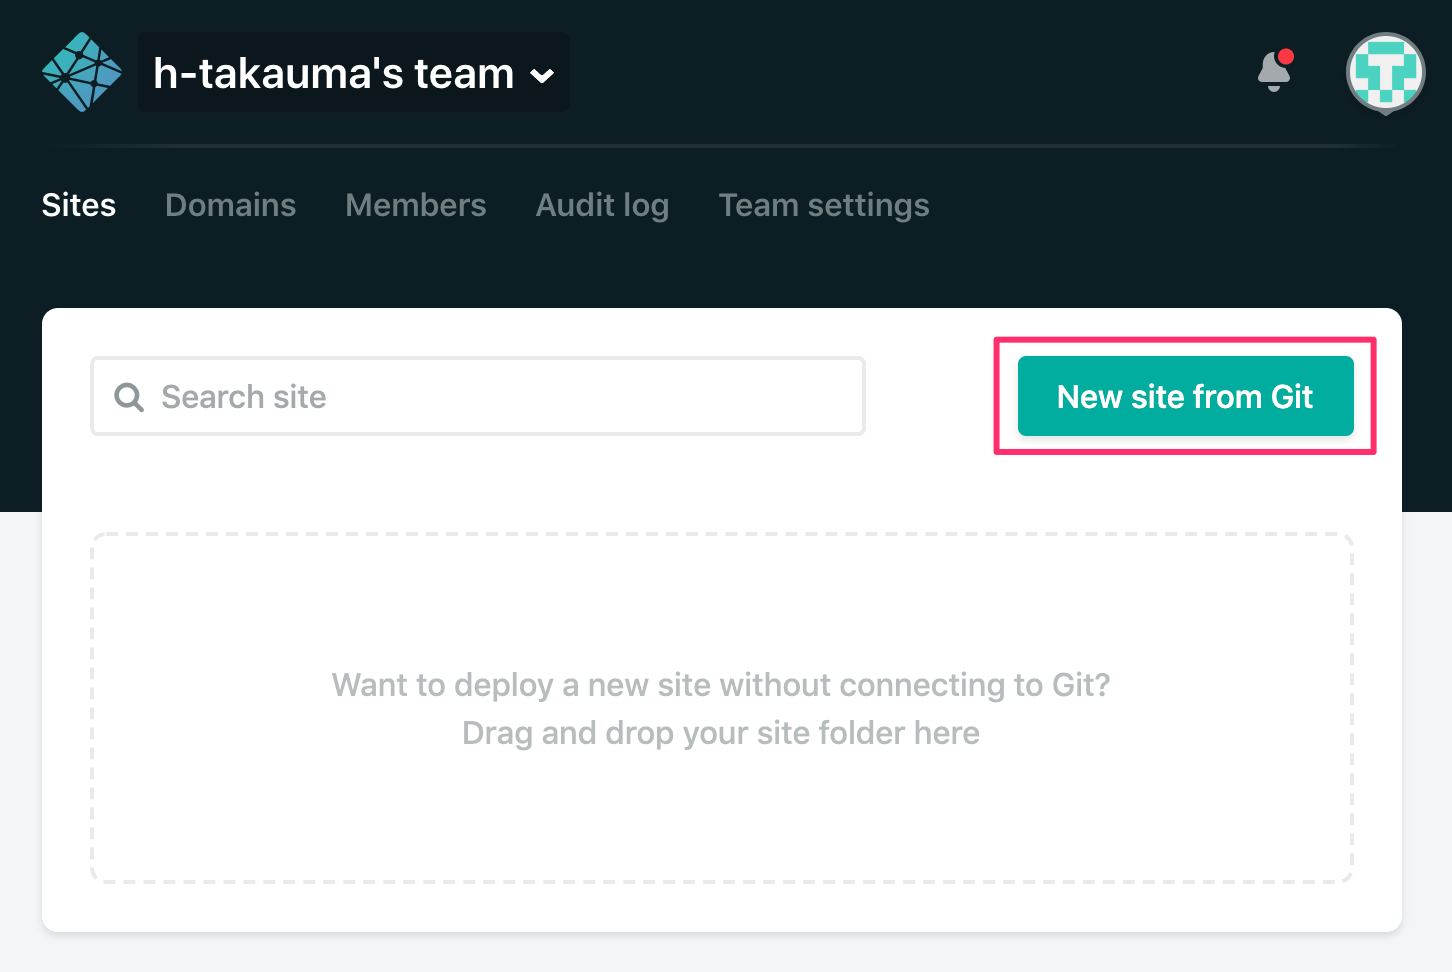 h-takauma's team
Sites Domains Members Audit log Team settings
Search site
New site from Git
Want to deploy a new site without connecting to Git?
Drag and drop your site folder here